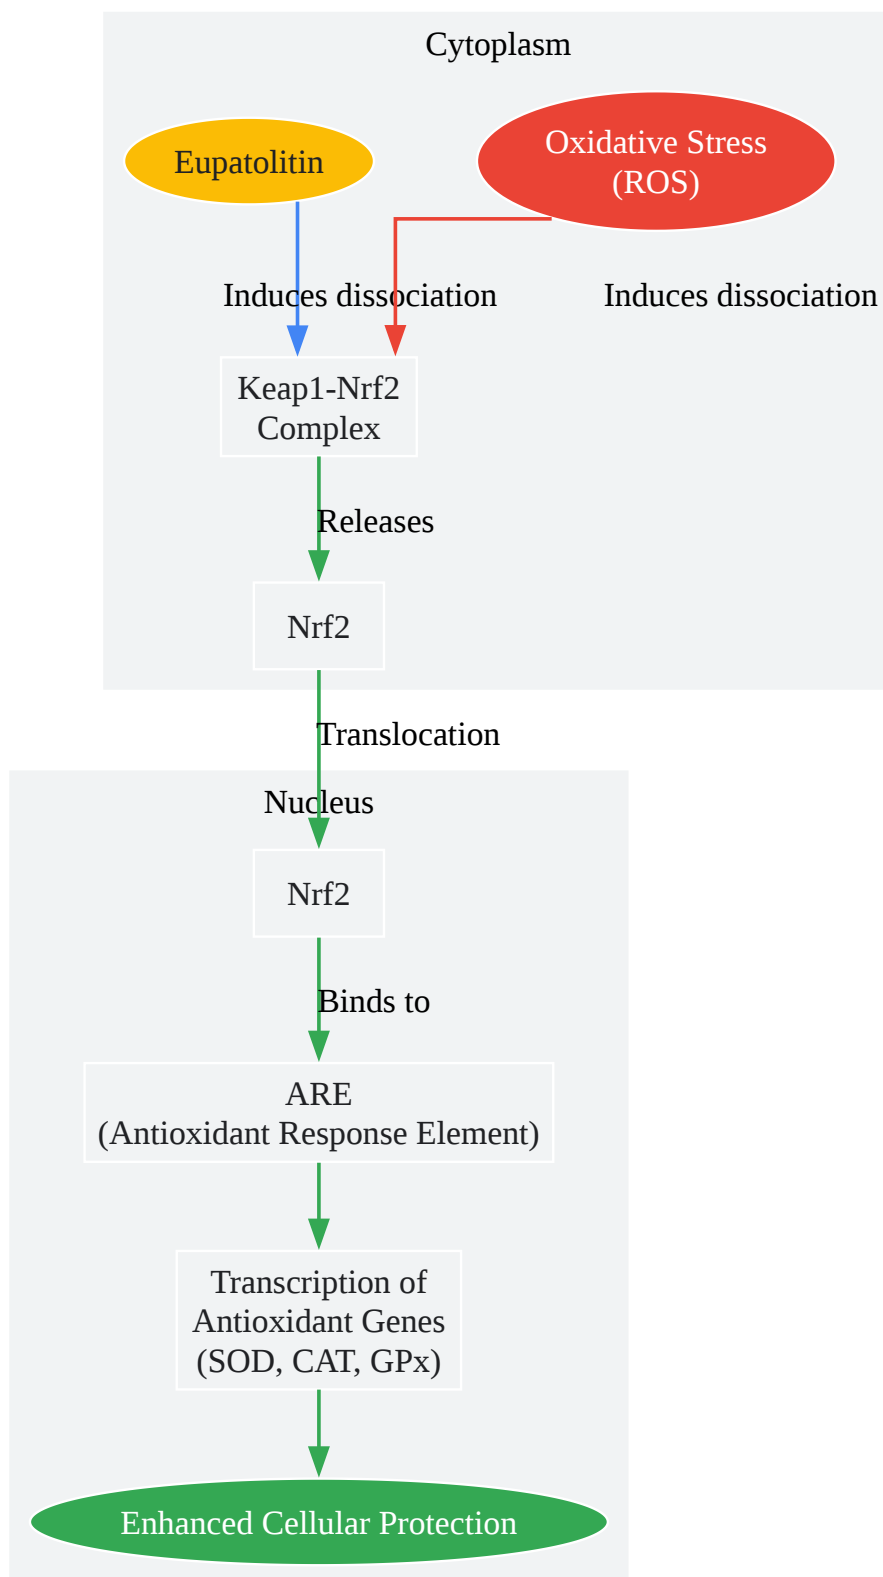 Cytoplasm
Eupatolitin
Oxidative Stress
(ROS)
Induces dissociation
Induces dissociation
Keap1-Nrf2
Complex
Releases
Nrf2
Translocation
Nucleus
Nrf2
Binds to
ARE
(Antioxidant Response Element)
Transcription of
Antioxidant Genes
(SOD, CAT, GPx)
Enhanced Cellular Protection